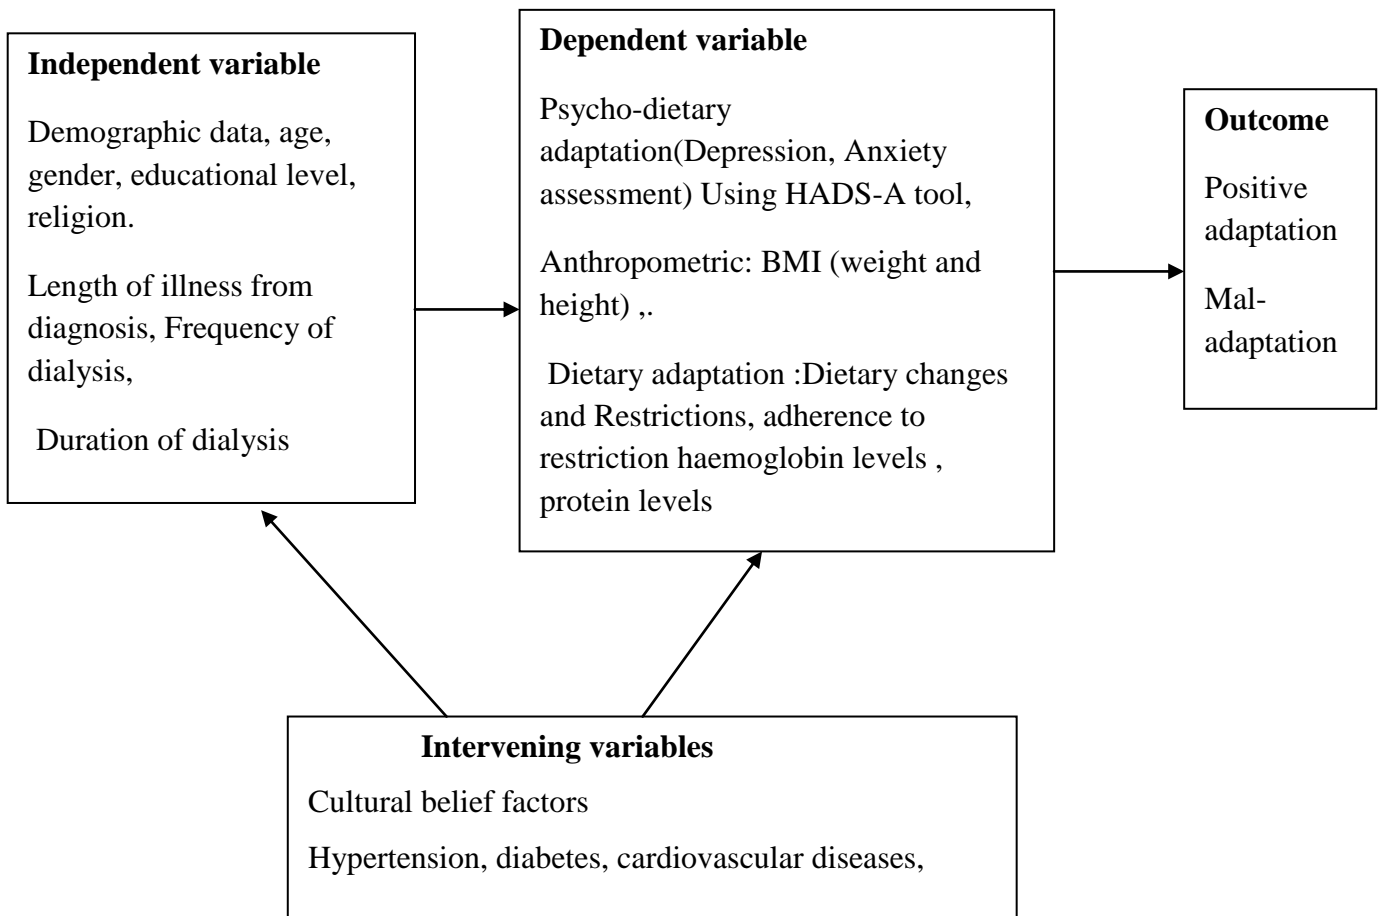 Independent variable
Demographic data, age,
gender, educational level,
religion.
Length of illness from
diagnosis, Frequency of
dialysis,
Duration of dialysis
Dependent variable
Psycho-dietary
adaptation(Depression, Anxiety
assessment) Using HADS-A tool,
Anthropometric: BMI (weight and
height) ,.
Dietary adaptation :Dietary changes
and Restrictions, adherence to
restriction haemoglobin levels ,
protein levels
Outcome
Positive
adaptation
Mal-
adaptation
Intervening variables
Cultural belief factors
Hypertension, diabetes, cardiovascular diseases,